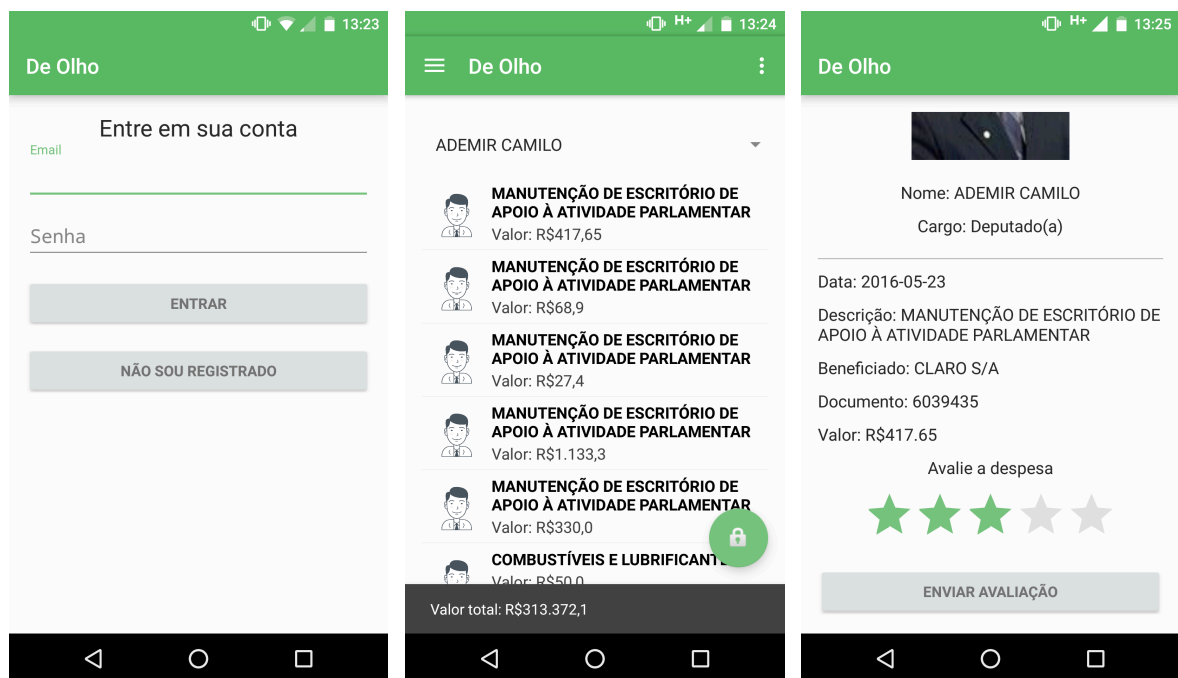 13:23
De Olho
Entre em sua conta
Email
Senha
ENTRAR
NÃO SOU REGISTRADO
H+ 13:24
De Olho
ADEMIR CAMILO
MANUTENÇÃO DE ESCRITÓRIO DE
APOIO À ATIVIDADE PARLAMENTAR
Valor: R$417,65
MANUTENÇÃO DE ESCRITÓRIO DE
APOIO À ATIVIDADE PARLAMENTAR
Valor: R$68,9
MANUTENÇÃO DE ESCRITÓRIO DE
APOIO À ATIVIDADE PARLAMENTAR
Valor: R$27,4
MANUTENÇÃO DE ESCRITÓRIO DE
APOIO À ATIVIDADE PARLAMENTAR
Valor: R$1.133,3
MANUTENÇÃO DE ESCRITÓRIO DE
APOIO À ATIVIDADE PARLAMENTAR
Valor: R$330,0
COMBUSTÍVEIS E LUBRIFICANTE
Valor: R$50,0
Valor total: R$313.372,1
H+ 13:25
De Olho
Nome: ADEMIR CAMILO
Cargo: Deputado(a)
Data: 2016-05-23
Descrição: MANUTENÇÃO DE ESCRITÓRIO DE
APOIO À ATIVIDADE PARLAMENTAR
Beneficiado: CLARO S/A
Documento: 6039435
Valor: R$417.65
Avalie a despesa
ENVIAR AVALIAÇÃO